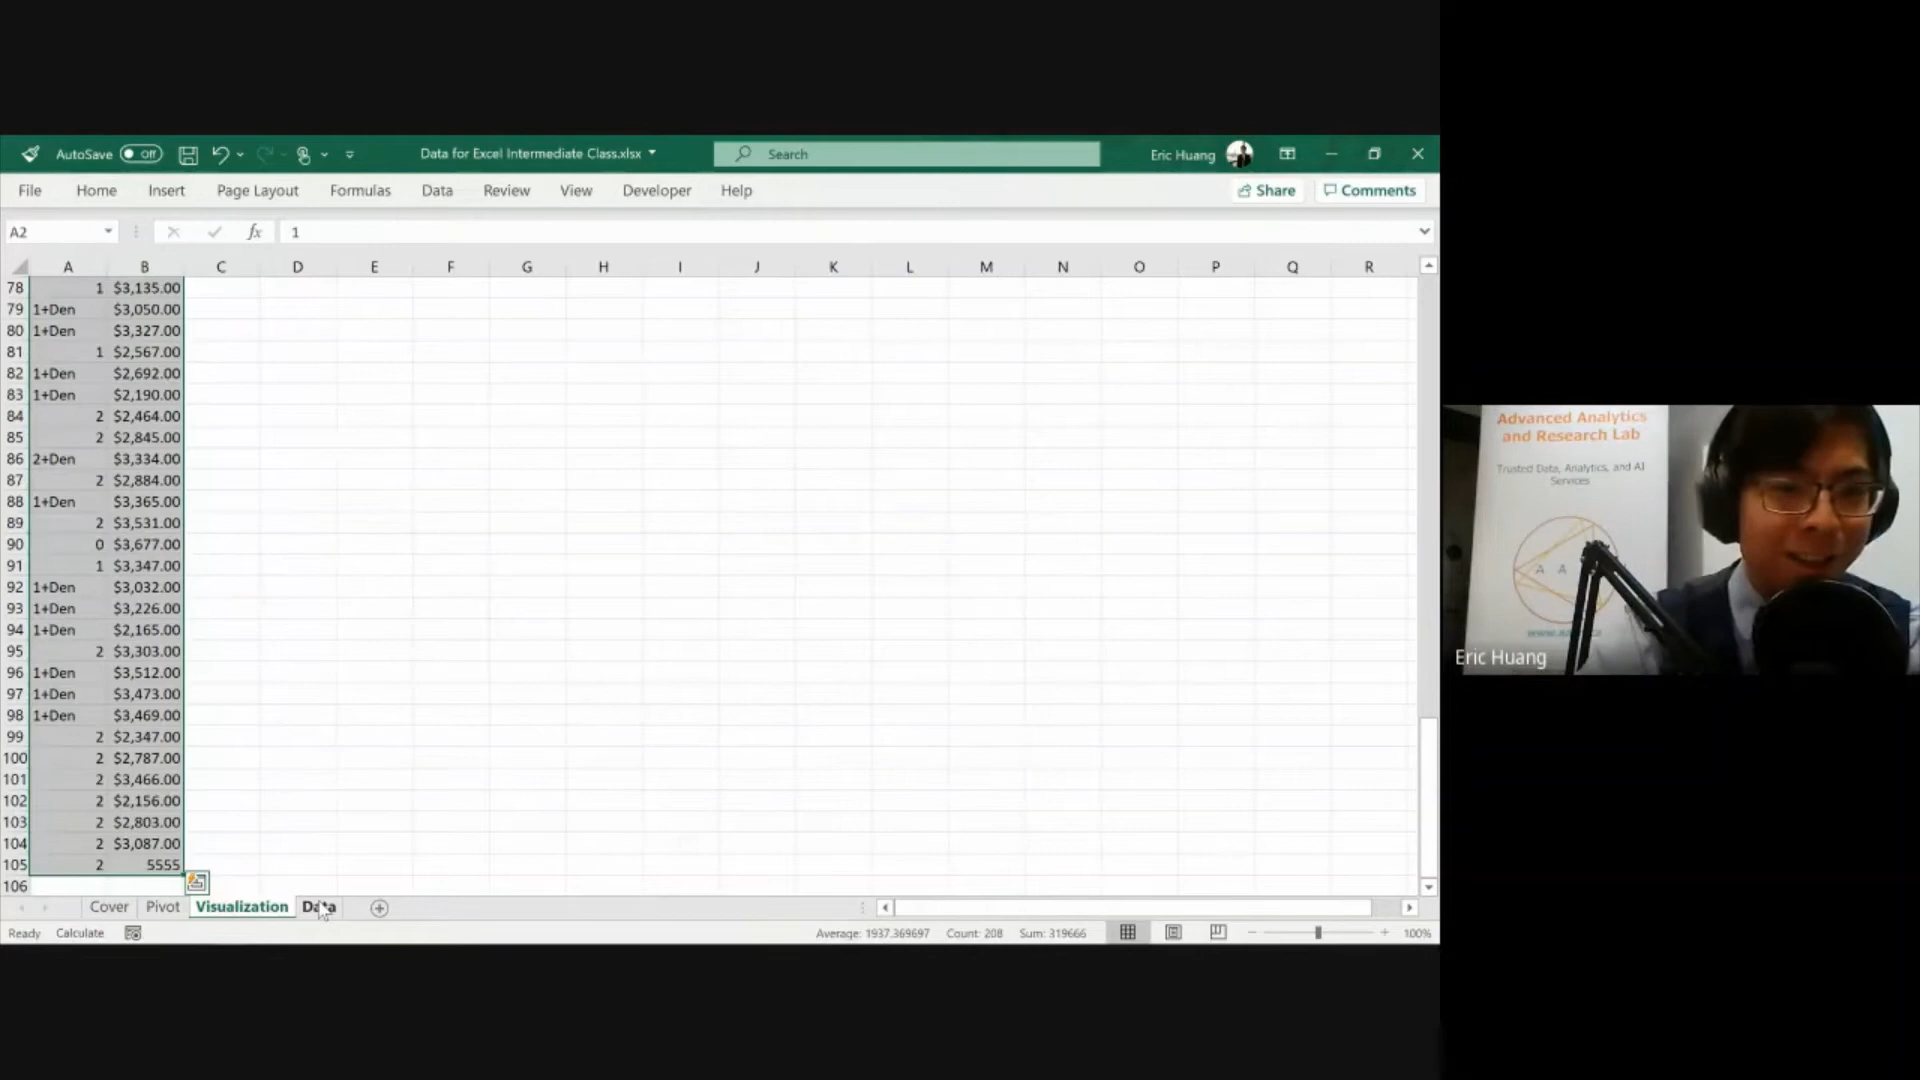 AutoSave Off Data for Excel Intermediate Class.xlsx Search Eric Huang
File Home Insert Page Layout Formulas Data Review View Developer Help Share Comments
A2 fx 1
A B C D E F G H I J K L M N O P Q R
78 1 $3,135.00
79 1+Den $3,050.00
80 1+Den $3,327.00
81 1 $2,567.00
82 1+Den $2,692.00
83 1+Den $2,190.00
84 2 $2,464.00
85 2 $2,845.00
86 2+Den $3,334.00
87 2 $2,884.00
88 1+Den $3,365.00
89 2 $3,531.00
90 0 $3,677.00
91 1 $3,347.00
92 1+Den $3,032.00
93 1+Den $3,226.00
94 1+Den $2,165.00
95 2 $3,303.00
96 1+Den $3,512.00
97 1+Den $3,473.00
98 1+Den $3,469.00
99 2 $2,347.00
100 2 $2,787.00
101 2 $3,466.00
102 2 $2,156.00
103 2 $2,803.00
104 2 $3,087.00
105 2 5555
106
Cover Pivot Visualization Data
Ready Calculate Average: 1937.369697 Count: 208 Sum: 319666 100%
Advanced Analytics
and Research Lab
Trusted Data, Analytics, and AI
Services
A A
Eric Huang